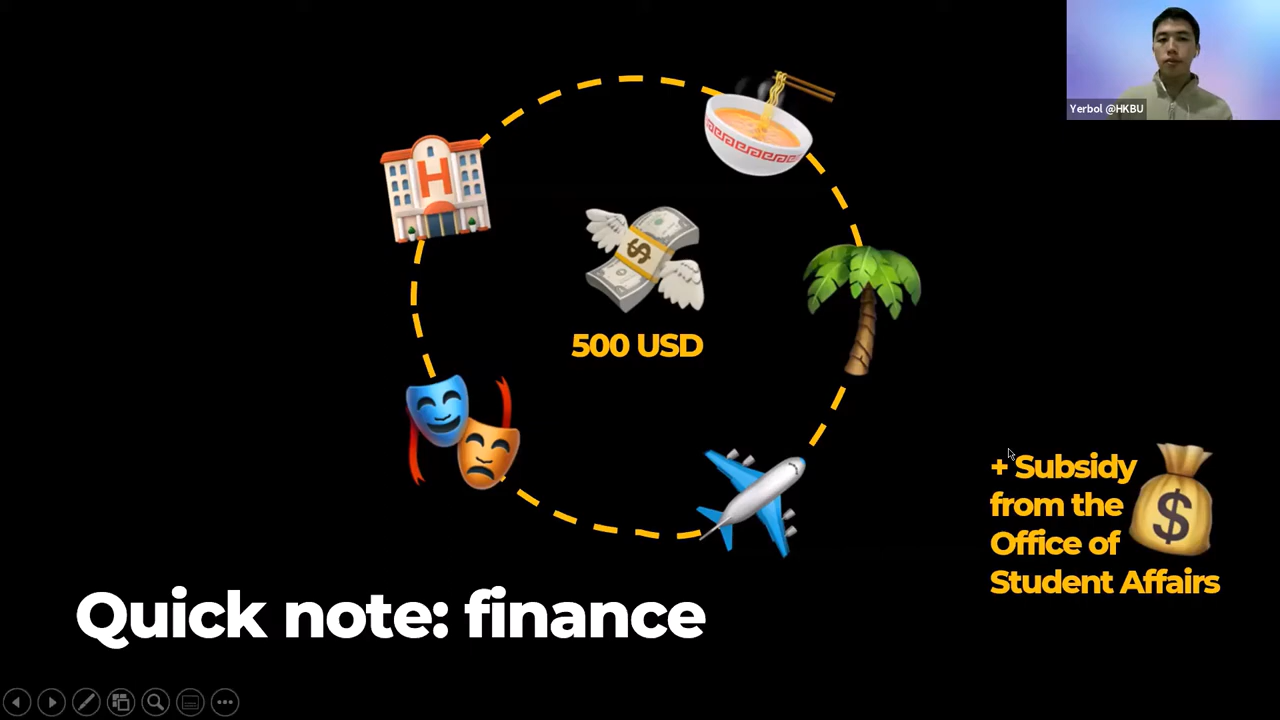 Yerbol @HKBU
H
$
500 USD
+ Subsidy
from the
Office of
Student Affairs
$
Quick note: finance